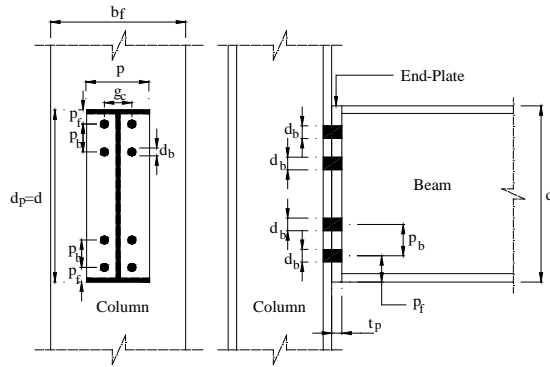 bf
p
gc
pf
pb
db
dp=d
pb
pf
Column
End-Plate
db
db
db
db
Beam
d
pb
Column
tp
pf